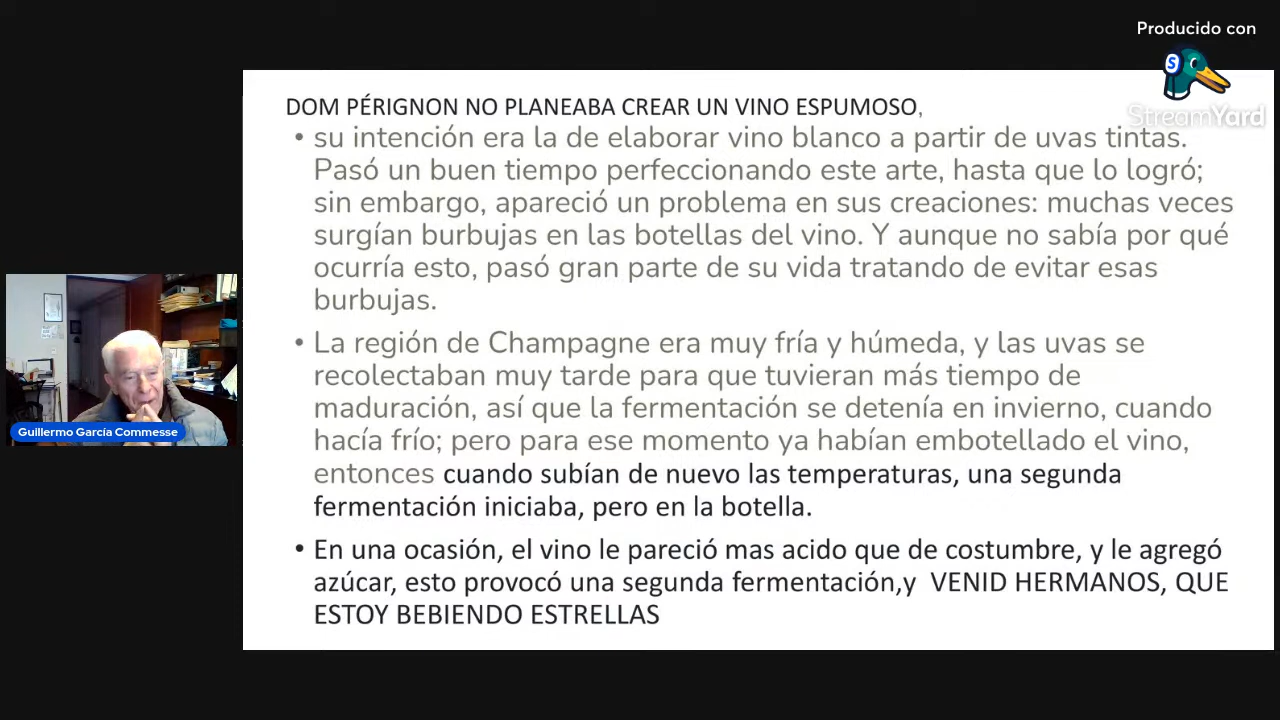 Producido con
StreamYard
DOM PÉRIGNON NO PLANEABA CREAR UN VINO ESPUMOSO,
• su intención era la de elaborar vino blanco a partir de uvas tintas.
Pasó un buen tiempo perfeccionando este arte, hasta que lo logró;
sin embargo, apareció un problema en sus creaciones: muchas veces
surgían burbujas en las botellas del vino. Y aunque no sabía por qué
ocurría esto, pasó gran parte de su vida tratando de evitar esas
burbujas.
• La región de Champagne era muy fría y húmeda, y las uvas se
recolectaban muy tarde para que tuvieran más tiempo de
maduración, así que la fermentación se detenía en invierno, cuando
hacía frío; pero para ese momento ya habían embotellado el vino,
entonces cuando subían de nuevo las temperaturas, una segunda
fermentación iniciaba, pero en la botella.
• En una ocasión, el vino le pareció mas acido que de costumbre, y le agregó
azúcar, esto provocó una segunda fermentación,y VENID HERMANOS, QUE
ESTOY BEBIENDO ESTRELLAS
Guillermo García Commesse